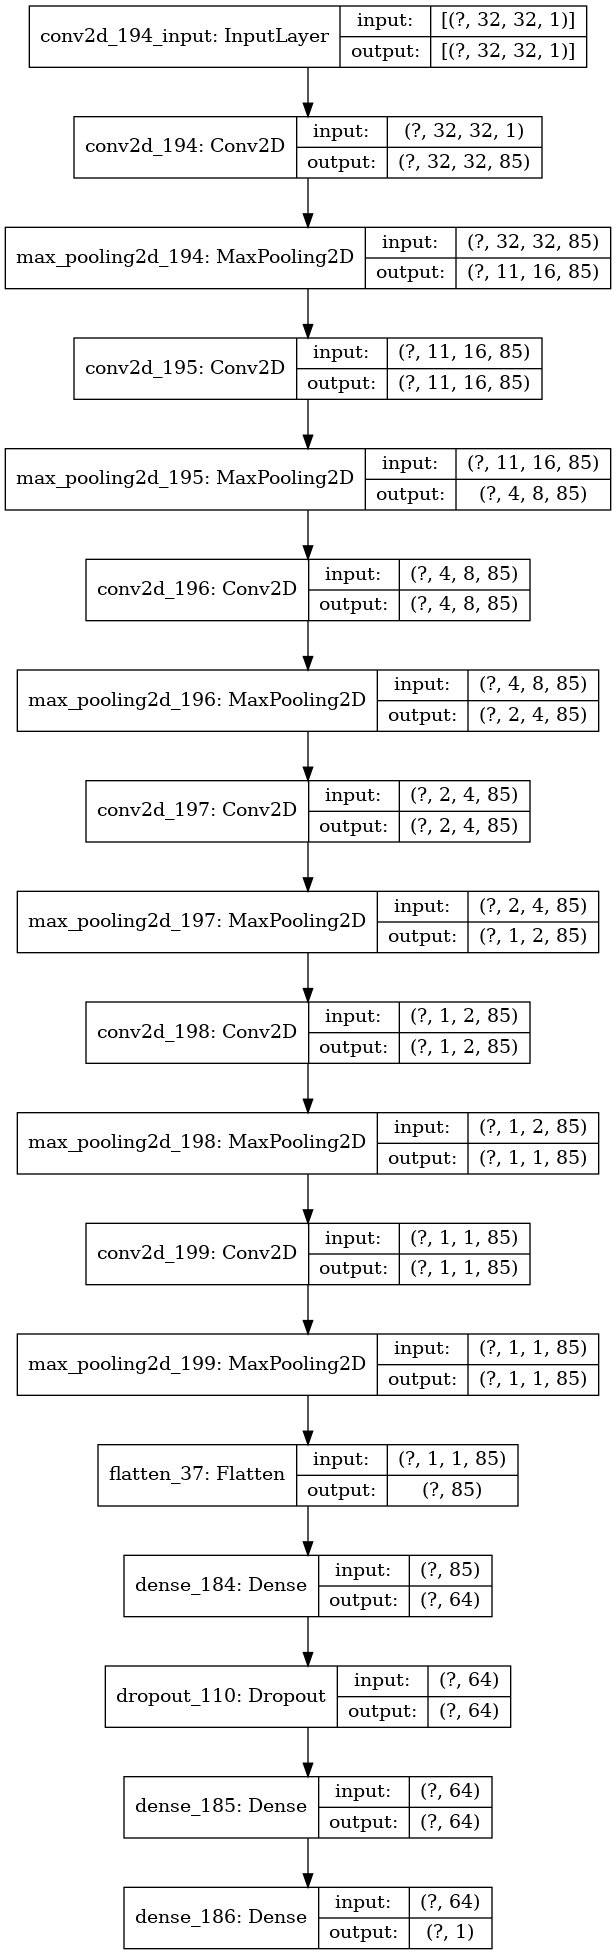 conv2d_194_input: InputLayer
input: [(?, 32, 32, 1)]
output: [(?, 32, 32, 1)]
conv2d_194: Conv2D
input: (?, 32, 32, 1)
output: (?, 32, 32, 85)
max_pooling2d_194: MaxPooling2D
input: (?, 32, 32, 85)
output: (?, 11, 16, 85)
conv2d_195: Conv2D
input: (?, 11, 16, 85)
output: (?, 11, 16, 85)
max_pooling2d_195: MaxPooling2D
input: (?, 11, 16, 85)
output: (?, 4, 8, 85)
conv2d_196: Conv2D
input: (?, 4, 8, 85)
output: (?, 4, 8, 85)
max_pooling2d_196: MaxPooling2D
input: (?, 4, 8, 85)
output: (?, 2, 4, 85)
conv2d_197: Conv2D
input: (?, 2, 4, 85)
output: (?, 2, 4, 85)
max_pooling2d_197: MaxPooling2D
input: (?, 2, 4, 85)
output: (?, 1, 2, 85)
conv2d_198: Conv2D
input: (?, 1, 2, 85)
output: (?, 1, 2, 85)
max_pooling2d_198: MaxPooling2D
input: (?, 1, 2, 85)
output: (?, 1, 1, 85)
conv2d_199: Conv2D
input: (?, 1, 1, 85)
output: (?, 1, 1, 85)
max_pooling2d_199: MaxPooling2D
input: (?, 1, 1, 85)
output: (?, 1, 1, 85)
flatten_37: Flatten
input: (?, 1, 1, 85)
output: (?, 85)
dense_184: Dense
input: (?, 85)
output: (?, 64)
dropout_110: Dropout
input: (?, 64)
output: (?, 64)
dense_185: Dense
input: (?, 64)
output: (?, 64)
dense_186: Dense
input: (?, 64)
output: (?, 1)